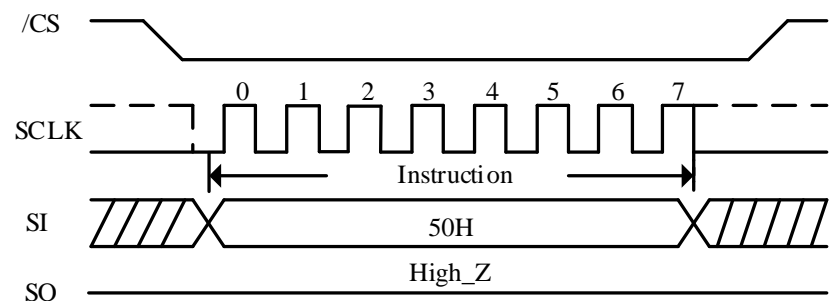 /CS
0 1 2 3 4 5 6 7
SCLK
Instruction
SI
50H
High_Z
SO